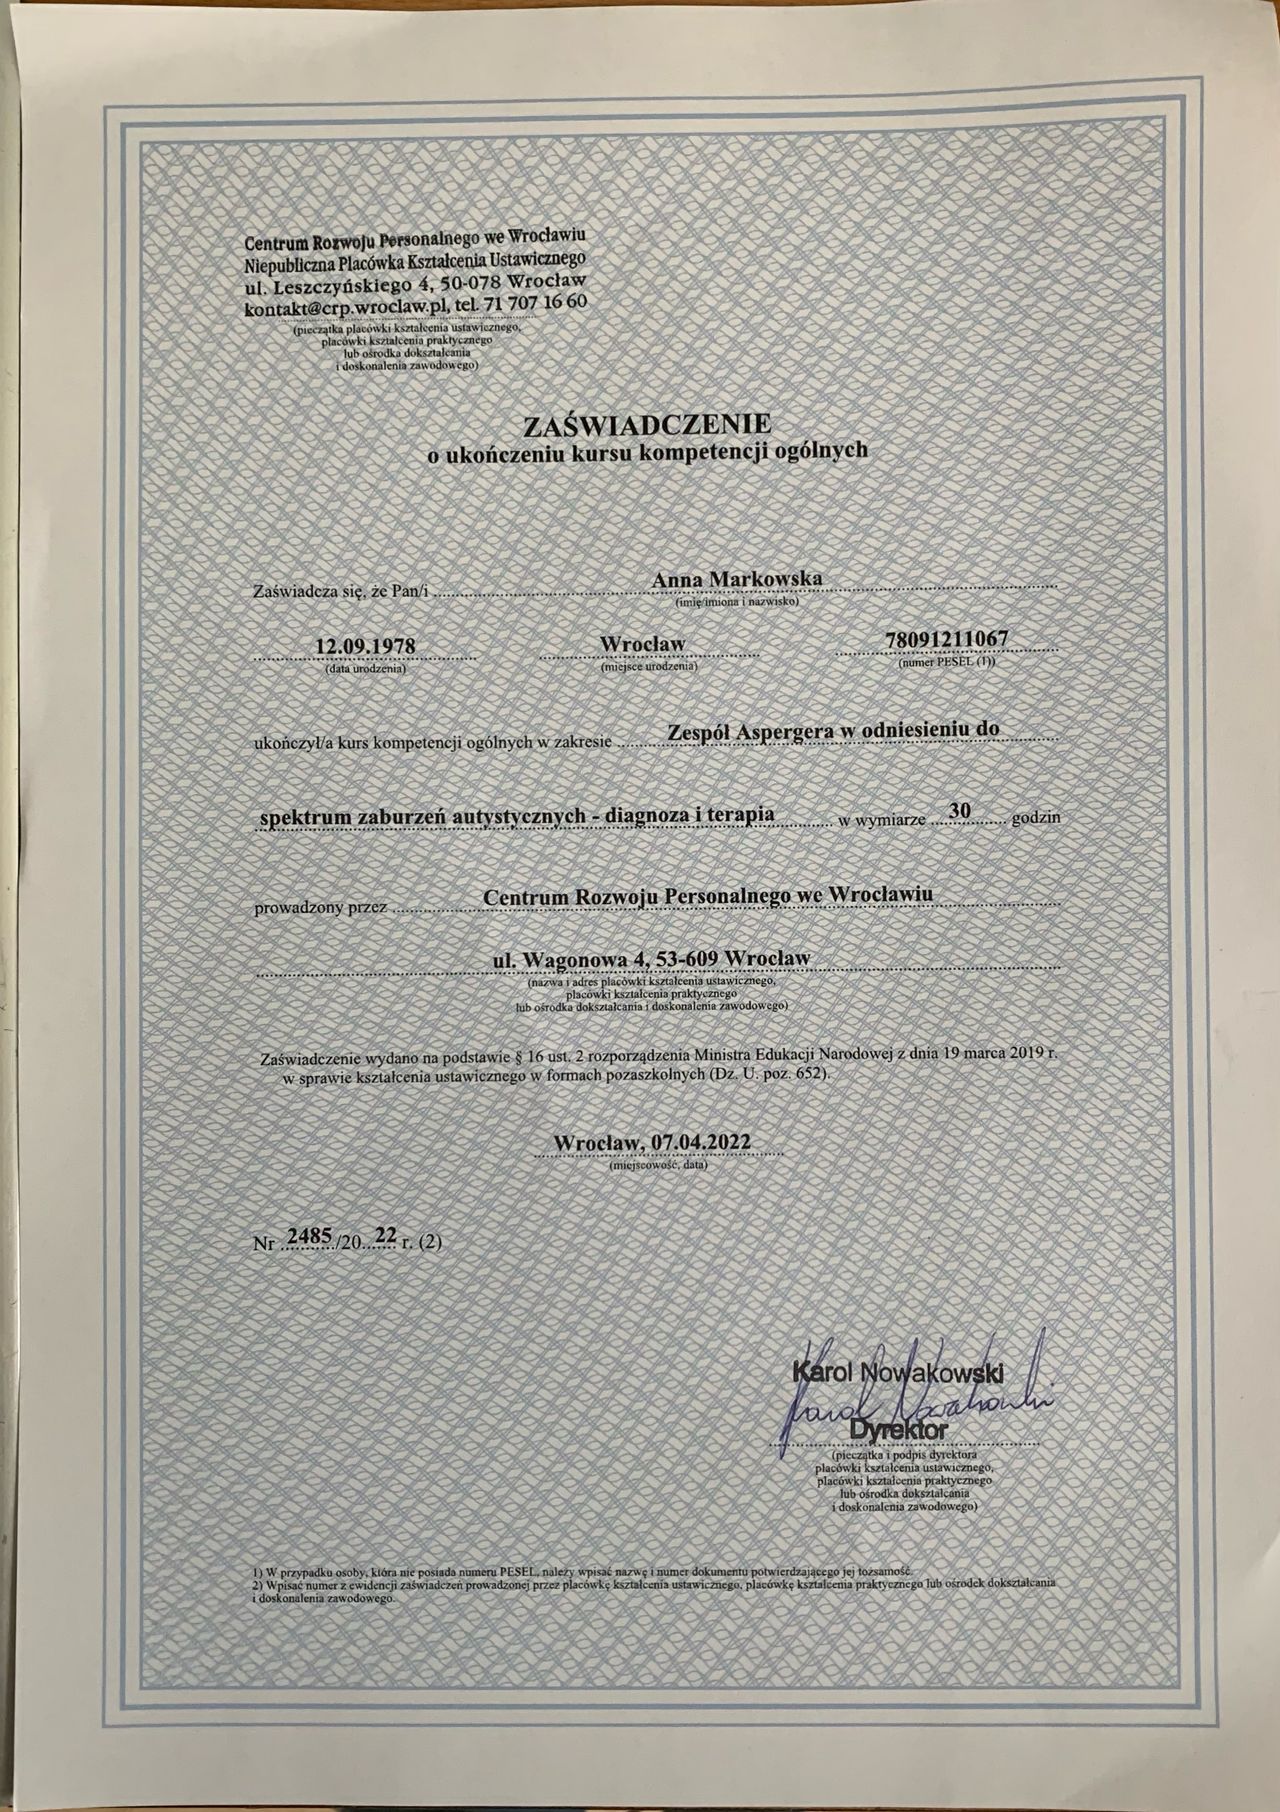 Centrum Rozwoju Personalnego we Wrocławiu
Niepubliczna Placówka Kształcenia Ustawicznego
ul. Leszczyńskiego 4, 50-078 Wrocław
kontakt@crp.wroclaw.pl, tel. 71 707 16 60
(pieczątka placówki kształcenia ustawicznego,
placówki kształcenia praktycznego
lub ośrodka dokształcania
i doskonalenia zawodowego)
ZAŚWIADCZENIE
o ukończeniu kursu kompetencji ogólnych
Zaświadcza się, że Pan/i Anna Markowska
(imię/imiona i nazwisko)
12.09.1978 Wrocław 78091211067
(data urodzenia) (miejsce urodzenia) (numer PESEL (1))
ukończył/a kurs kompetencji ogólnych w zakresie Zespół Aspergera w odniesieniu do
spektrum zaburzeń autystycznych - diagnoza i terapia w wymiarze 30 godzin
prowadzony przez Centrum Rozwoju Personalnego we Wrocławiu
ul. Wagonowa 4, 53-609 Wrocław
(nazwa i adres placówki kształcenia ustawicznego,
placówki kształcenia praktycznego
lub ośrodka dokształcania i doskonalenia zawodowego)
Zaświadczenie wydano na podstawie § 16 ust. 2 rozporządzenia Ministra Edukacji Narodowej z dnia 19 marca 2019 r.
w sprawie kształcenia ustawicznego w formach pozaszkolnych (Dz. U. poz. 652).
Wrocław, 07.04.2022
(miejscowość, data)
Nr 2485/2022 r. (2)
Karol Nowakowski
Karol Nowakowski
Dyrektor
(pieczątka i podpis dyrektora
placówki kształcenia ustawicznego,
placówki kształcenia praktycznego
lub ośrodka dokształcania
i doskonalenia zawodowego)
1) W przypadku osoby, która nie posiada numeru PESEL, należy wpisać nazwę i numer dokumentu potwierdzającego jej tożsamość.
2) Wpisać numer z ewidencji zaświadczeń prowadzonej przez placówkę kształcenia ustawicznego, placówkę kształcenia praktycznego lub ośrodek dokształcania
i doskonalenia zawodowego.